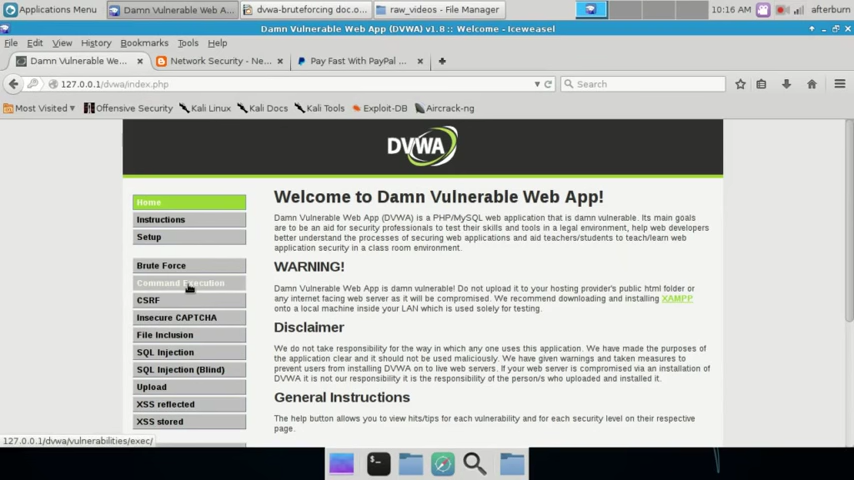 Applications Menu
Damn Vulnerable Web A...
dvwa-bruteforcing doc.o...
raw_videos - File Manager
10:16 AM
afterburn
Damn Vulnerable Web App (DVWA) v1.8 :: Welcome - Iceweasel
File Edit View History Bookmarks Tools Help
Damn Vulnerable We...
Network Security - Ne...
Pay Fast With PayPal ...
127.0.0.1/dvwa/index.php
Search
Most Visited
Offensive Security
Kali Linux
Kali Docs
Kali Tools
Exploit-DB
Aircrack-ng
DVWA
Home
Instructions
Setup
Brute Force
Command Execution
CSRF
Insecure CAPTCHA
File Inclusion
SQL Injection
SQL Injection (Blind)
Upload
XSS reflected
XSS stored
Welcome to Damn Vulnerable Web App!
Damn Vulnerable Web App (DVWA) is a PHP/MySQL web application that is damn vulnerable. Its main goals
are to be an aid for security professionals to test their skills and tools in a legal environment, help web developers
better understand the processes of securing web applications and aid teachers/students to teach/learn web
application security in a class room environment.
WARNING!
Damn Vulnerable Web App is damn vulnerable! Do not upload it to your hosting provider's public html folder or
any internet facing web server as it will be compromised. We recommend downloading and installing XAMPP
onto a local machine inside your LAN which is used solely for testing.
Disclaimer
We do not take responsibility for the way in which any one uses this application. We have made the purposes of
the application clear and it should not be used maliciously. We have given warnings and taken measures to
prevent users from installing DVWA on to live web servers. If your web server is compromised via an installation of
DVWA it is not our responsibility it is the responsibility of the person/s who uploaded and installed it.
General Instructions
The help button allows you to view hits/tips for each vulnerability and for each security level on their respective
page.
127.0.0.1/dvwa/vulnerabilities/exec/